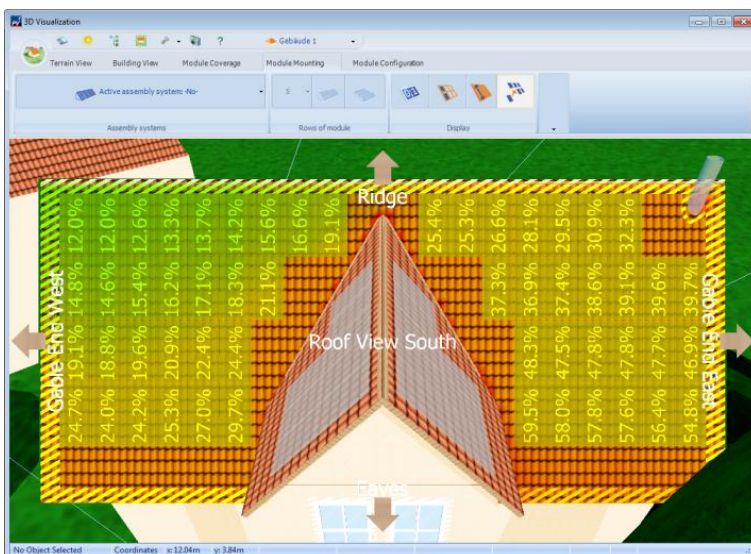 3D Visualization
Gebäude 1
Terrain View Building View Module Coverage Module Mounting Module Configuration
Active assembly system: -No-
5
Assembly systems Rows of module Display
Ridge
12.0% 12.0% 12.6% 13.3% 13.7% 14.2% 15.6% 16.6% 19.1% 25.4% 25.3% 26.6% 28.1% 29.5% 30.9% 32.3%
14.8% 14.6% 15.4% 16.2% 17.1% 18.3% 21.1% 37.3% 36.9% 37.4% 38.6% 39.1% 39.6% 39.7%
Gable End West
Roof View South
Gable End East
19.1% 18.8% 19.6% 20.9% 22.4% 24.4% 48.3% 47.5% 47.8% 47.8% 47.7% 46.9%
24.7% 24.0% 24.2% 25.3% 27.0% 29.7% 59.5% 58.0% 57.8% 57.6% 56.4% 54.8%
Eaves
No Object Selected Coordinates x: 12.04m y: 3.84m